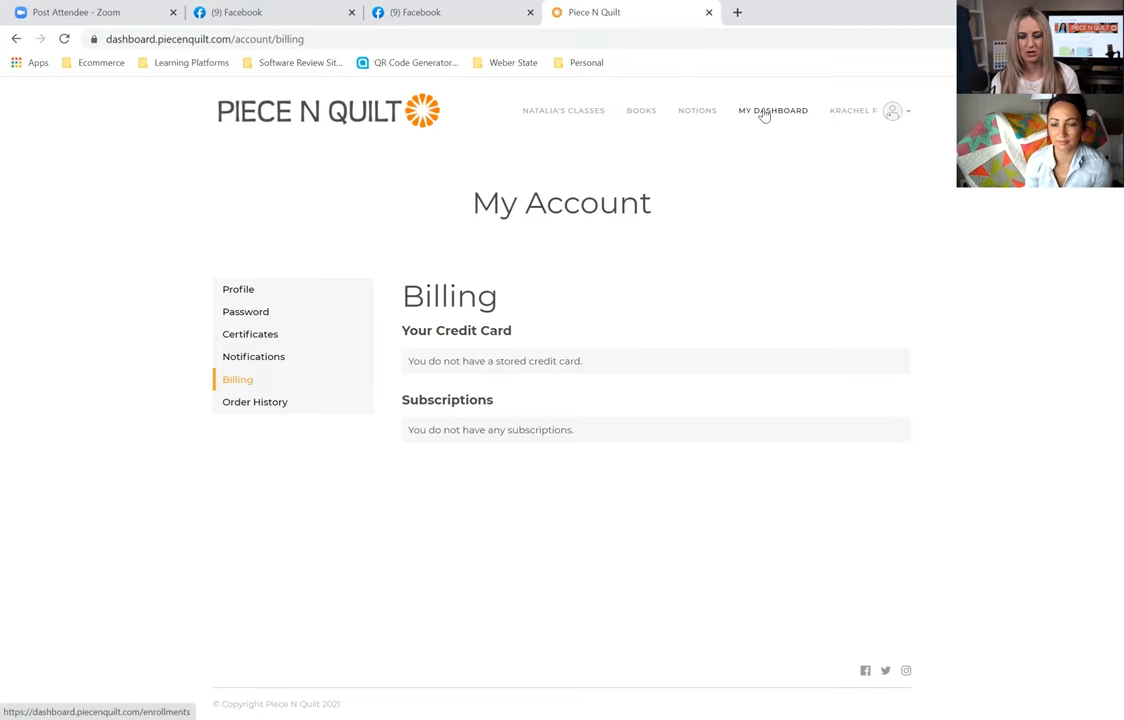 Post Attendee - Zoom
(9) Facebook
(9) Facebook
Piece N Quilt
dashboard.piecenquilt.com/account/billing
Apps
Ecommerce
Learning Platforms
Software Review Sit...
QR Code Generator...
Weber State
Personal
PIECE N QUILT
NATALIA'S CLASSES
BOOKS
NOTIONS
MY DASHBOARD
KRACHEL F
My Account
Profile
Password
Certificates
Notifications
Billing
Order History
Billing
Your Credit Card
You do not have a stored credit card.
Subscriptions
You do not have any subscriptions.
© Copyright Piece N Quilt 2021
https://dashboard.piecenquilt.com/enrollments